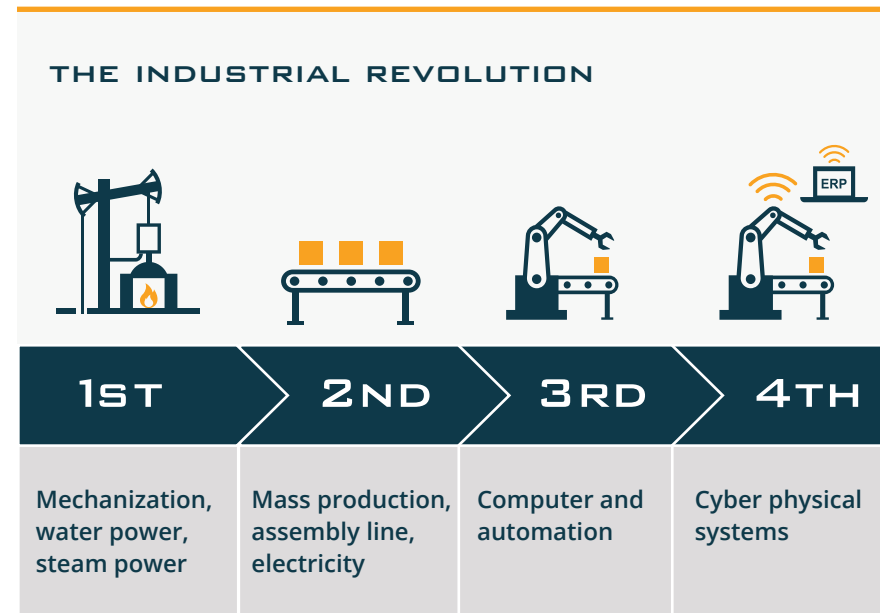 THE INDUSTRIAL REVOLUTION
ERP
1ST
2ND
3RD
4TH
Mechanization,
water power,
steam power
Mass production,
assembly line,
electricity
Computer and
automation
Cyber physical
systems